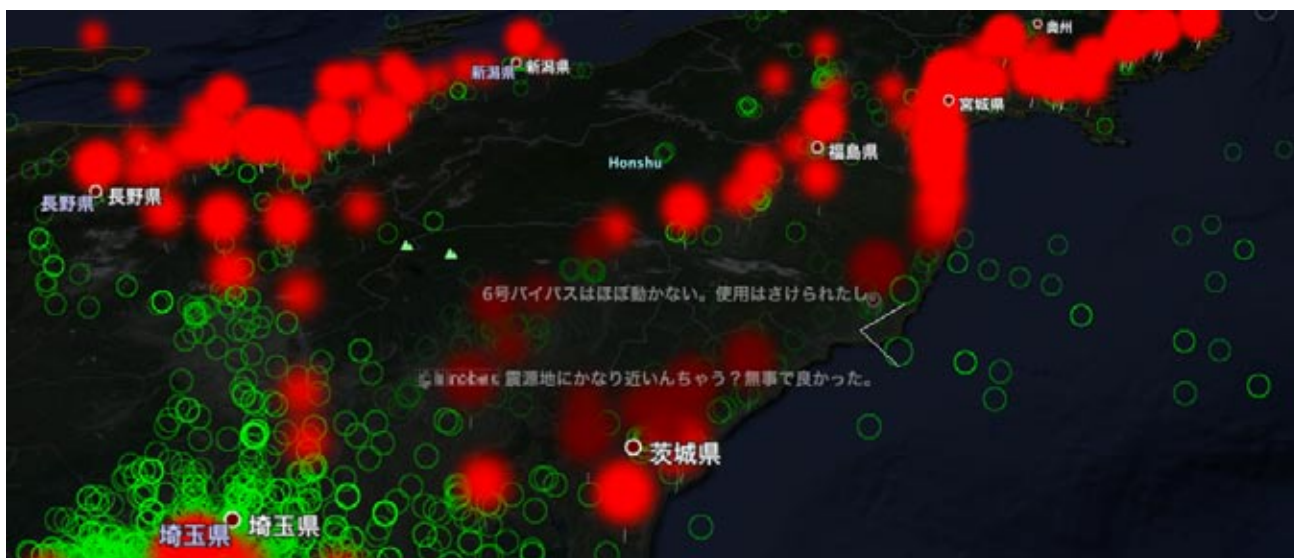 奥州
新潟県 新潟県
宮城県
福島県
Honshu
長野県 長野県
6号バイパスはほぼ動かない。使用はさけられたし。
震源地にかなり近いんちゃう？無事で良かった。
茨城県
埼玉県 埼玉県